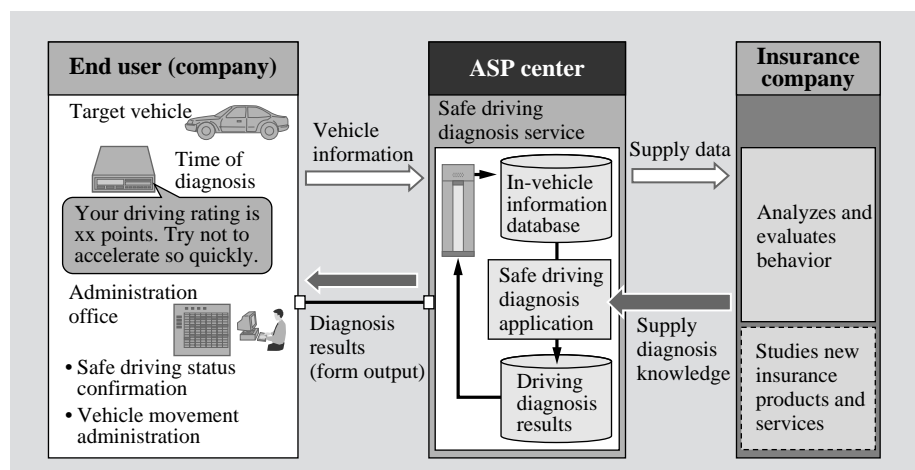 End user (company)
Target vehicle
Time of
diagnosis
Your driving rating is
xx points. Try not to
accelerate so quickly.
Administration
office
• Safe driving status
confirmation
• Vehicle movement
administration
Vehicle
information
Diagnosis
results
(form output)
ASP center
Safe driving
diagnosis service
In-vehicle
information
database
Safe driving
diagnosis
application
Driving
diagnosis
results
Supply data
Supply
diagnosis
knowledge
Insurance
company
Analyzes and
evaluates
behavior
Studies new
insurance
products and
services